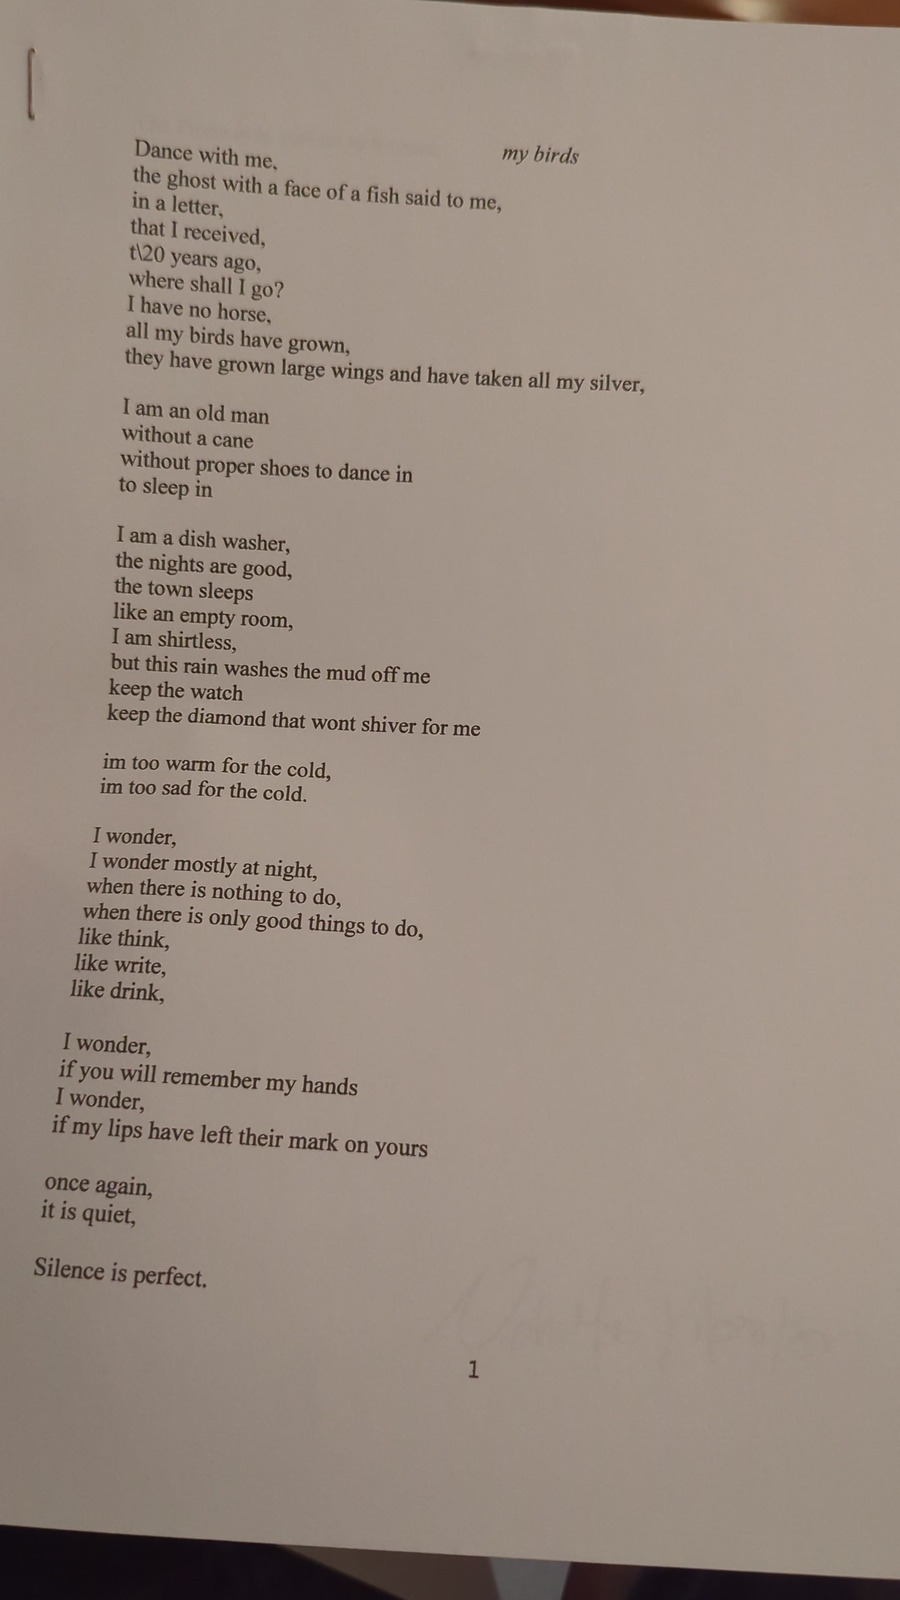 my birds
Dance with me,
the ghost with a face of a fish said to me,
in a letter,
that I received,
t\20 years ago,
where shall I go?
I have no horse,
all my birds have grown,
they have grown large wings and have taken all my silver,
I am an old man
without a cane
without proper shoes to dance in
to sleep in
I am a dish washer,
the nights are good,
the town sleeps
like an empty room,
I am shirtless,
but this rain washes the mud off me
keep the watch
keep the diamond that wont shiver for me
im too warm for the cold,
im too sad for the cold.
I wonder,
I wonder mostly at night,
when there is nothing to do,
when there is only good things to do,
like think,
like write,
like drink,
I wonder,
if you will remember my hands
I wonder,
if my lips have left their mark on yours
once again,
it is quiet,
Silence is perfect.
1